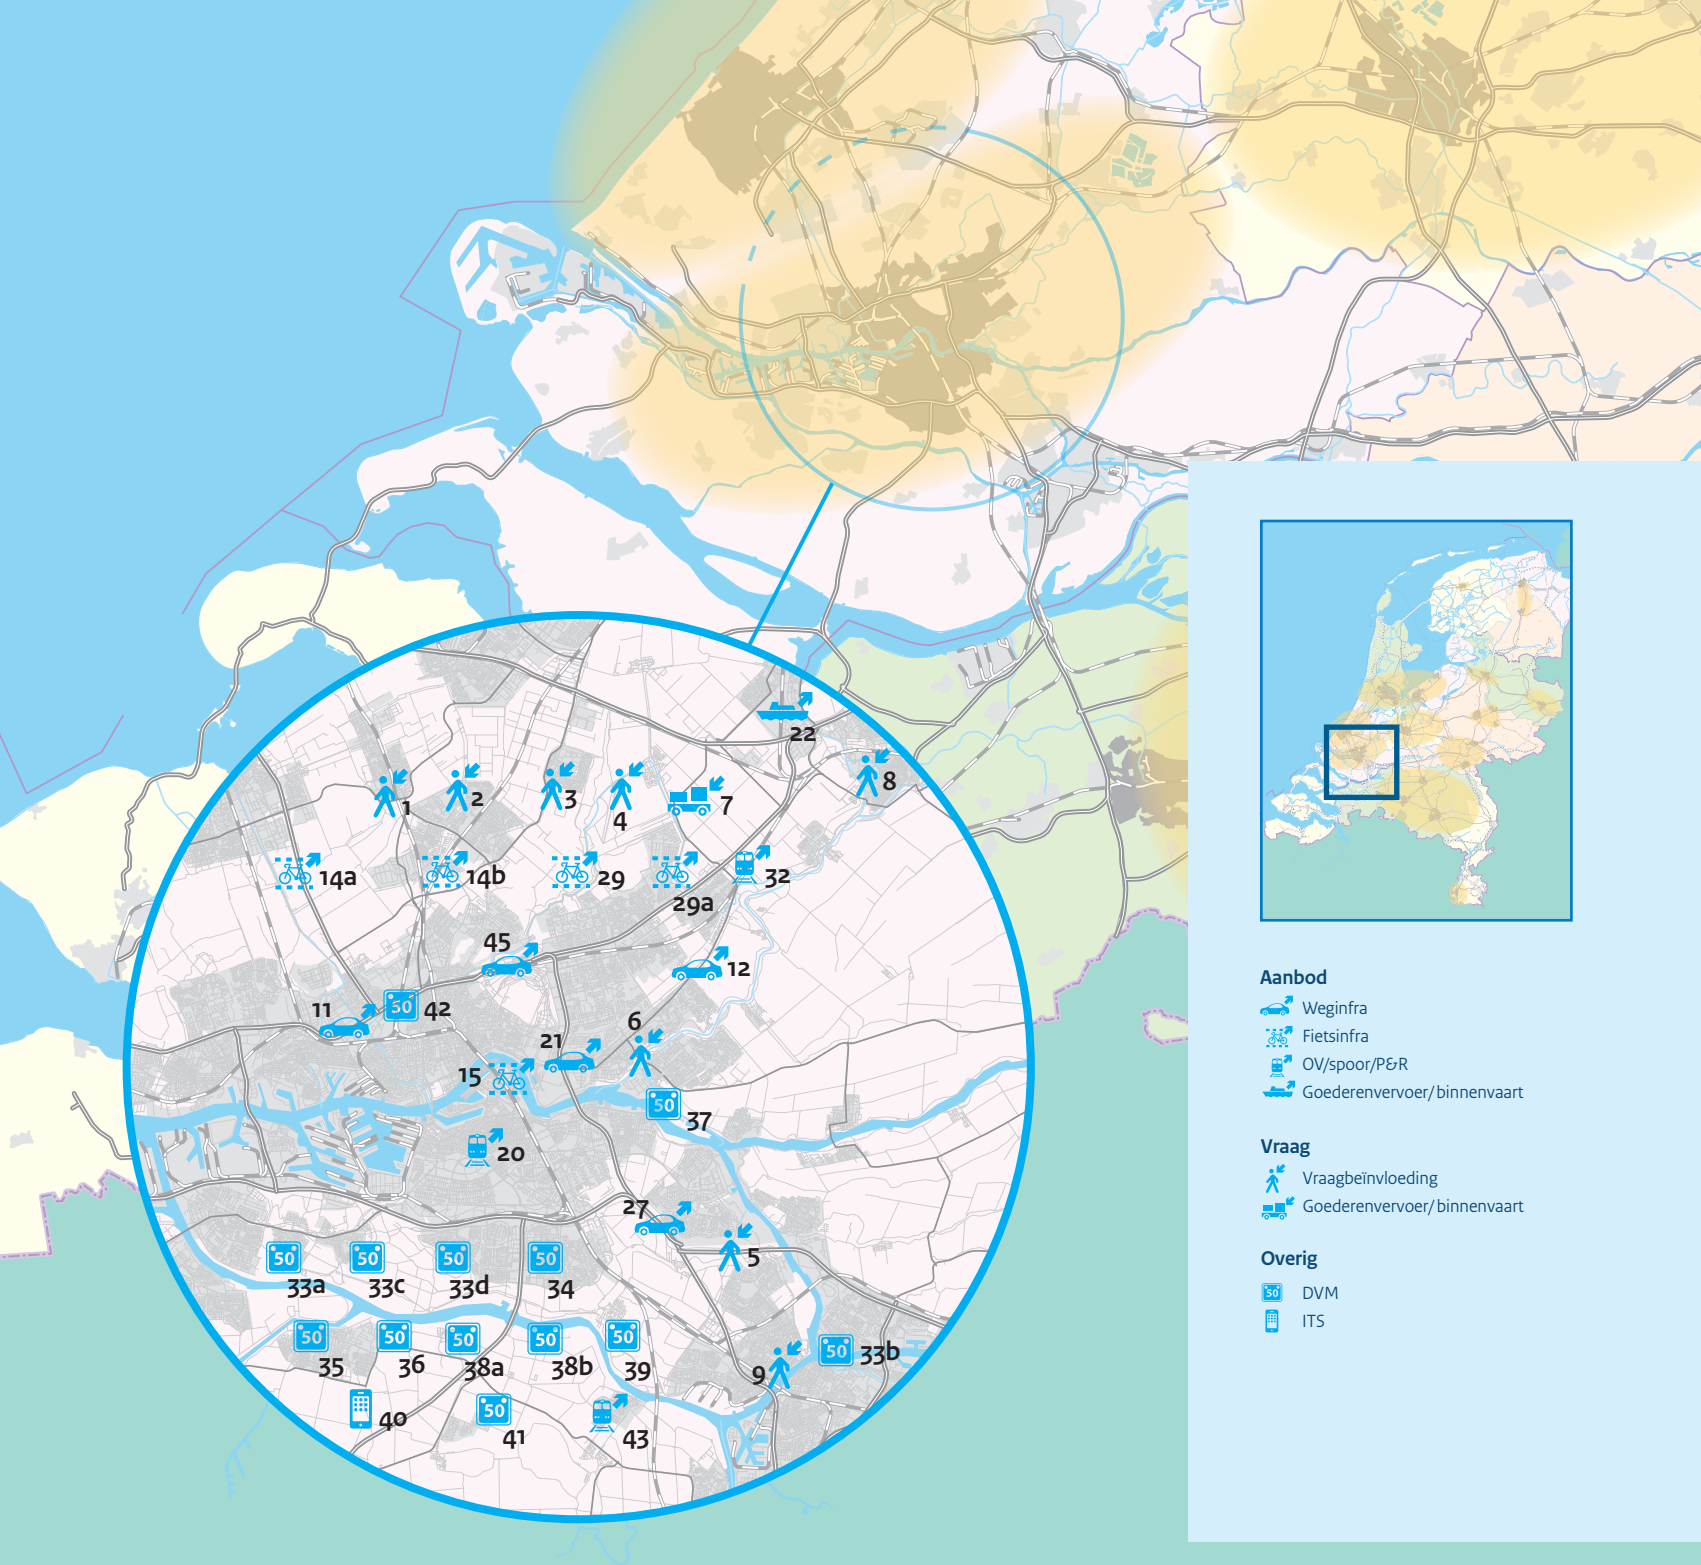 22
8
1
2
3
4
7
14a
14b
29
29a
32
45
12
11
50
42
6
21
15
50
37
20
27
5
50
33a
50
33c
50
33d
50
34
50
35
50
36
50
38a
50
38b
50
39
9
50
33b
40
50
41
43
Aanbod
Weginfra
Fietsinfra
OV/spoor/P&R
Goederenvervoer/binnenvaart
Vraag
Vraagbeïnvloeding
Goederenvervoer/binnenvaart
Overig
50
DVM
ITS